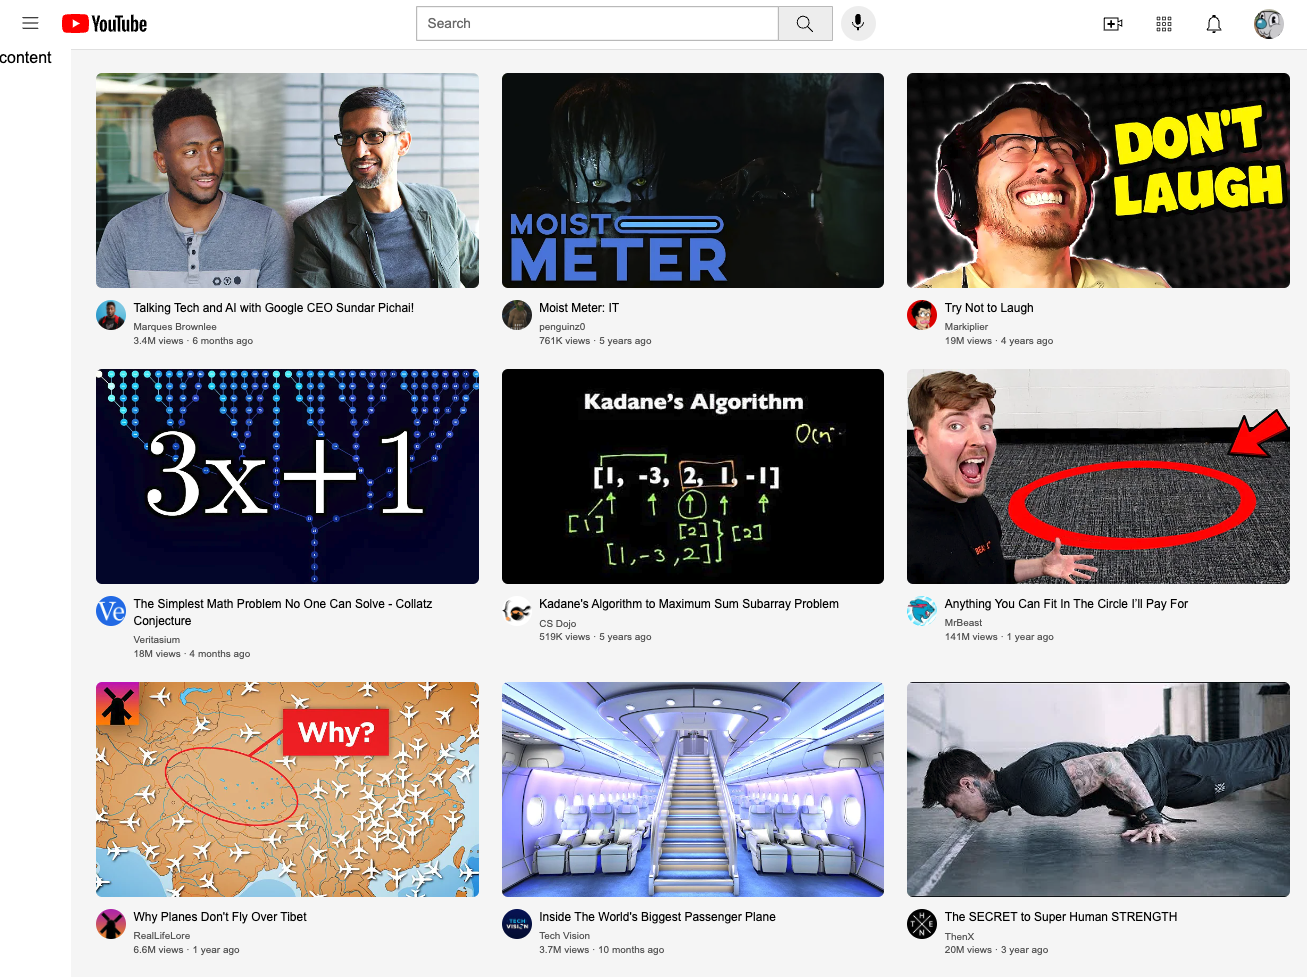 YouTube
Search
content
MOIST
METER
DON'T
LAUGH
Talking Tech and AI with Google CEO Sundar Pichai!
Marques Brownlee
3.4M views · 6 months ago
Moist Meter: IT
penguinz0
761K views · 5 years ago
Try Not to Laugh
Markiplier
19M views · 4 years ago
3x+1
Kadane's Algorithm
[1, -3, 2, 1, -1]
[1]
[2]
[2]
[1,-3,2]
Ve
The Simplest Math Problem No One Can Solve - Collatz
Conjecture
Veritasium
18M views · 4 months ago
Kadane's Algorithm to Maximum Sum Subarray Problem
CS Dojo
519K views · 5 years ago
Anything You Can Fit In The Circle I'll Pay For
MrBeast
141M views · 1 year ago
Why?
Why Planes Don't Fly Over Tibet
RealLifeLore
6.6M views · 1 year ago
TECH
VISION
Inside The World's Biggest Passenger Plane
Tech Vision
3.7M views · 10 months ago
THEN
The SECRET to Super Human STRENGTH
ThenX
20M views · 3 year ago